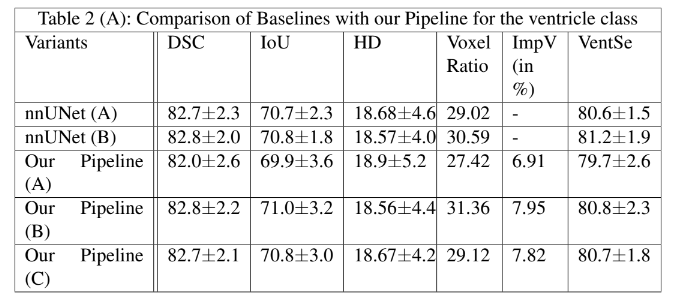 Table 2 (A): Comparison of Baselines with our Pipeline for the ventricle class
Variants DSC IoU HD Voxel Ratio ImpV (in %) VentSe
nnUNet (A) 82.7±2.3 70.7±2.3 18.68±4.6 29.02 - 80.6±1.5
nnUNet (B) 82.8±2.0 70.8±1.8 18.57±4.0 30.59 - 81.2±1.9
Our Pipeline (A) 82.0±2.6 69.9±3.6 18.9±5.2 27.42 6.91 79.7±2.6
Our Pipeline (B) 82.8±2.2 71.0±3.2 18.56±4.4 31.36 7.95 80.8±2.3
Our Pipeline (C) 82.7±2.1 70.8±3.0 18.67±4.2 29.12 7.82 80.7±1.8